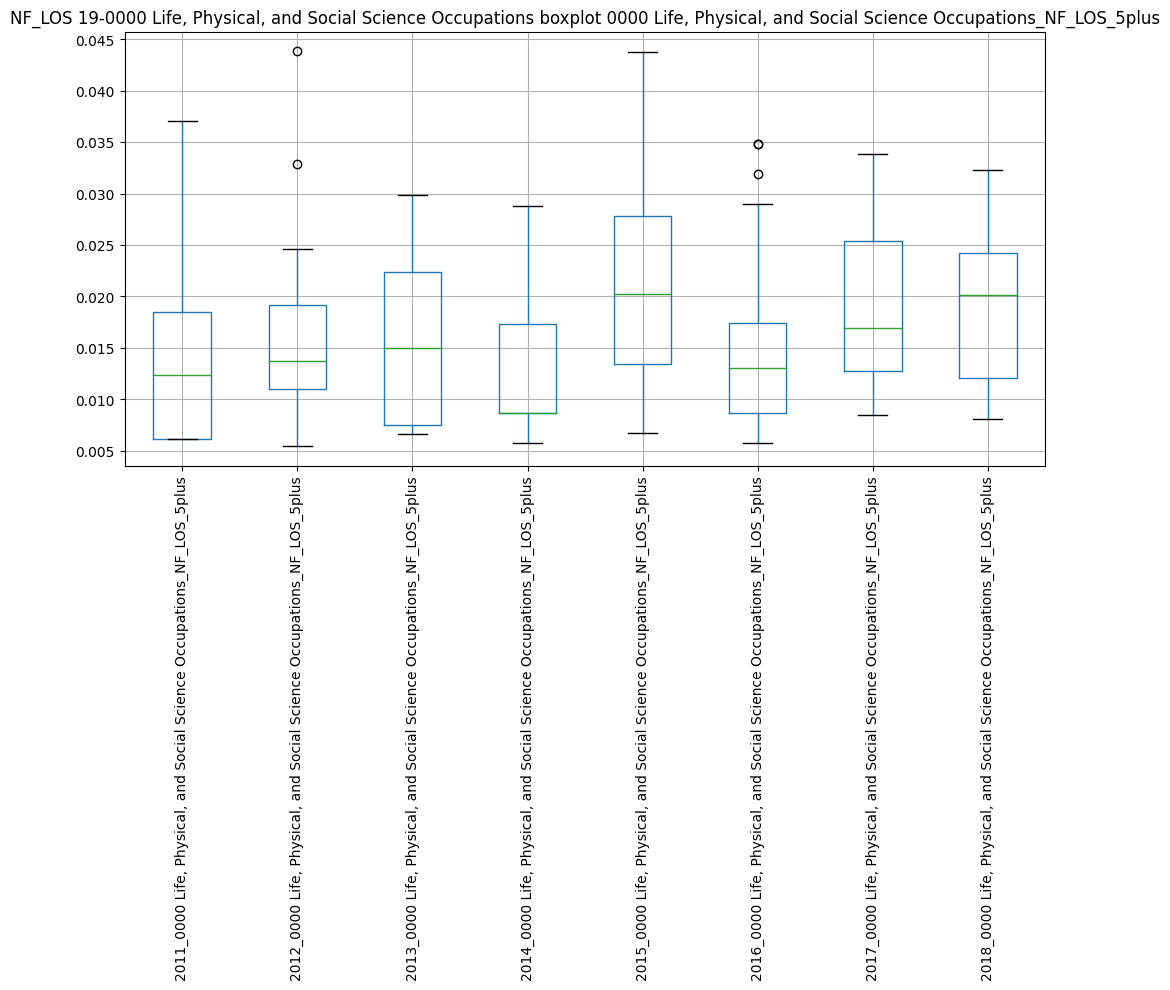 NF_LOS 19-0000 Life, Physical, and Social Science Occupations boxplot 0000 Life, Physical, and Social Science Occupations_NF_LOS_5plus
0.045
0.040
0.035
0.030
0.025
0.020
0.015
0.010
0.005
2011_0000 Life, Physical, and Social Science Occupations_NF_LOS_5plus
2012_0000 Life, Physical, and Social Science Occupations_NF_LOS_5plus
2013_0000 Life, Physical, and Social Science Occupations_NF_LOS_5plus
2014_0000 Life, Physical, and Social Science Occupations_NF_LOS_5plus
2015_0000 Life, Physical, and Social Science Occupations_NF_LOS_5plus
2016_0000 Life, Physical, and Social Science Occupations_NF_LOS_5plus
2017_0000 Life, Physical, and Social Science Occupations_NF_LOS_5plus
2018_0000 Life, Physical, and Social Science Occupations_NF_LOS_5plus